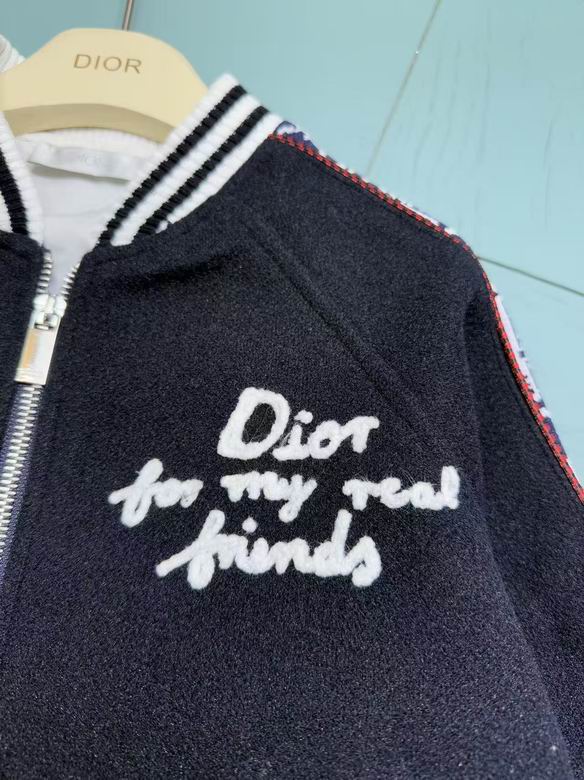 DIOR
Dior
for my real
friends